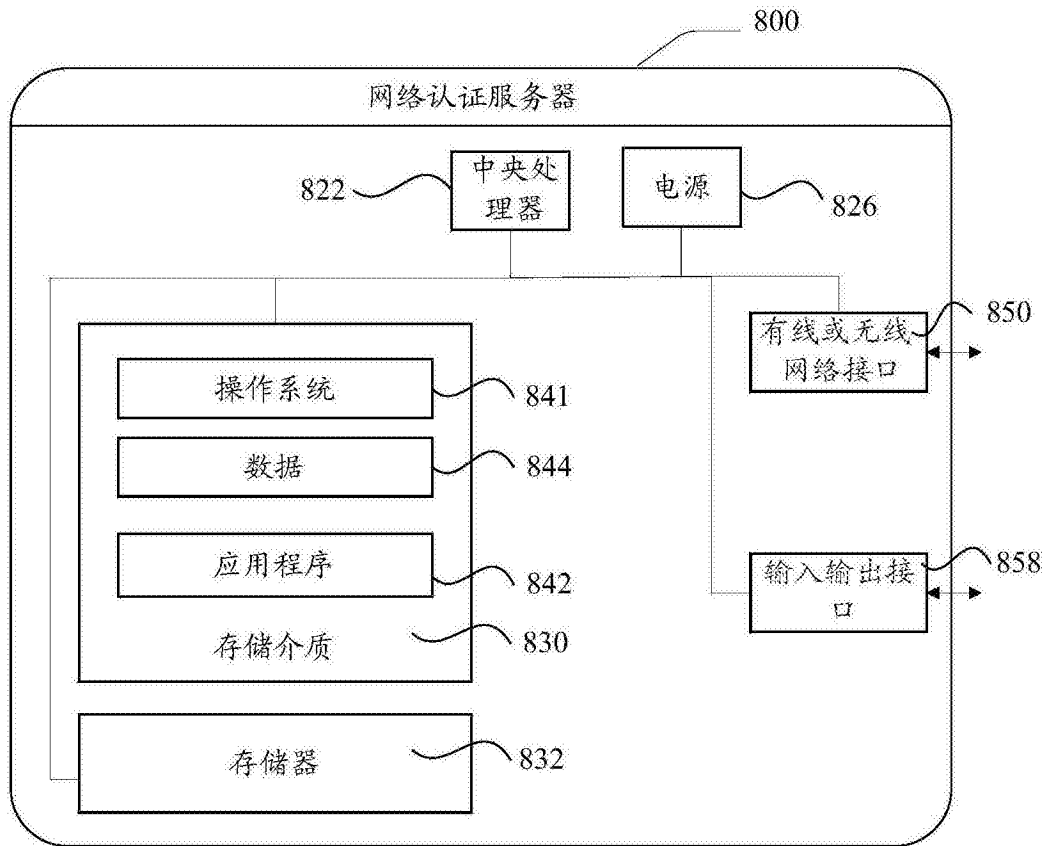 800
网络认证服务器
822
中央处
理器
电源
826
有线或无线
网络接口
850
操作系统
841
数据
844
应用程序
842
存储介质
830
输入输出接
口
858
存储器
832